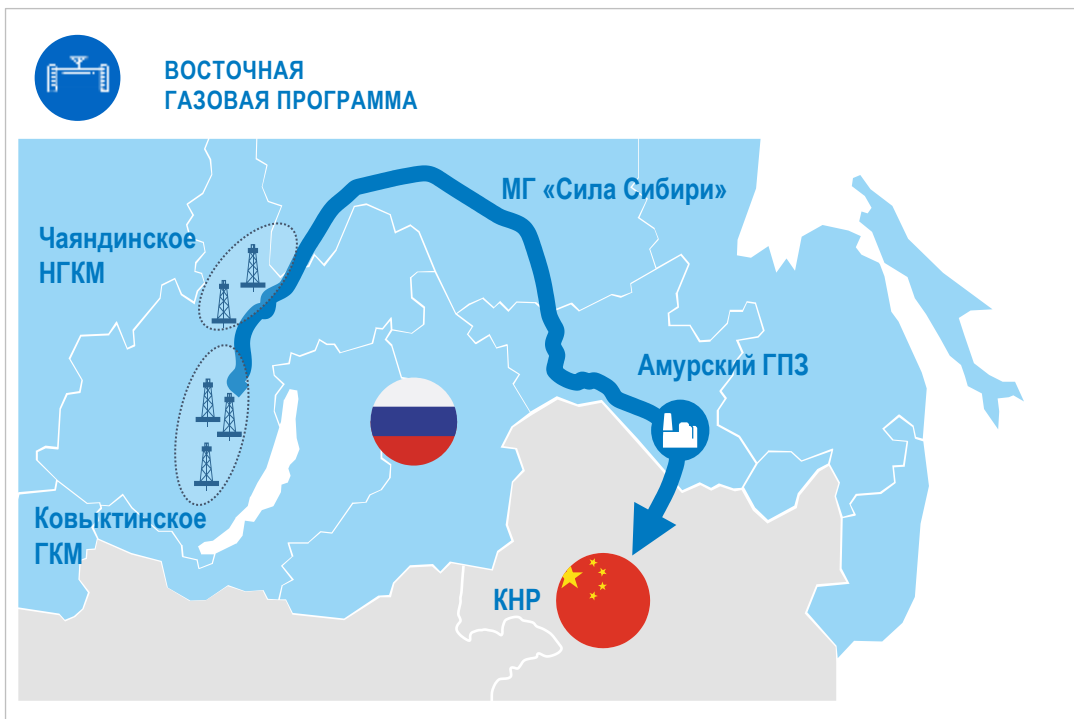 ВОСТОЧНАЯ
ГАЗОВАЯ ПРОГРАММА
МГ «Сила Сибири»
Чаяндинское
НГКМ
Амурский ГПЗ
Ковыктинское
ГКМ
КНР